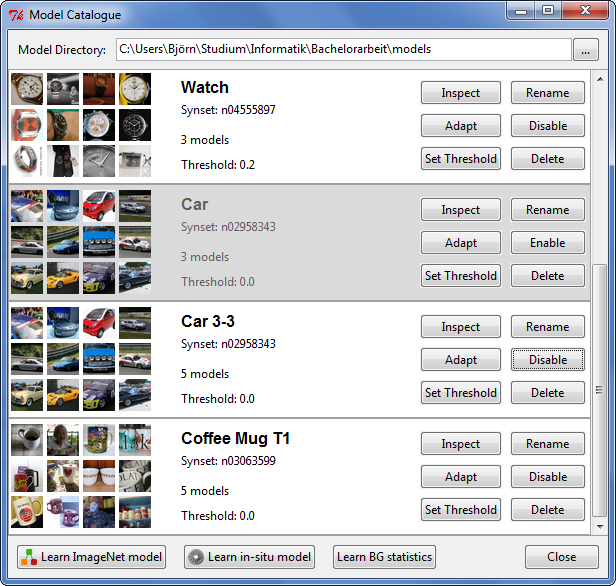 Model Catalogue
Model Directory: C:\Users\Björn\Studium\Informatik\Bachelorarbeit\models ...
Watch
Synset: n04555897
3 models
Threshold: 0.2
Inspect Rename
Adapt Disable
Set Threshold Delete
Car
Synset: n02958343
3 models
Threshold: 0.0
Inspect Rename
Adapt Enable
Set Threshold Delete
Car 3-3
Synset: n02958343
5 models
Threshold: 0.0
Inspect Rename
Adapt Disable
Set Threshold Delete
Coffee Mug T1
Synset: n03063599
5 models
Threshold: 0.0
Inspect Rename
Adapt Disable
Set Threshold Delete
Learn ImageNet model Learn in-situ model Learn BG statistics Close